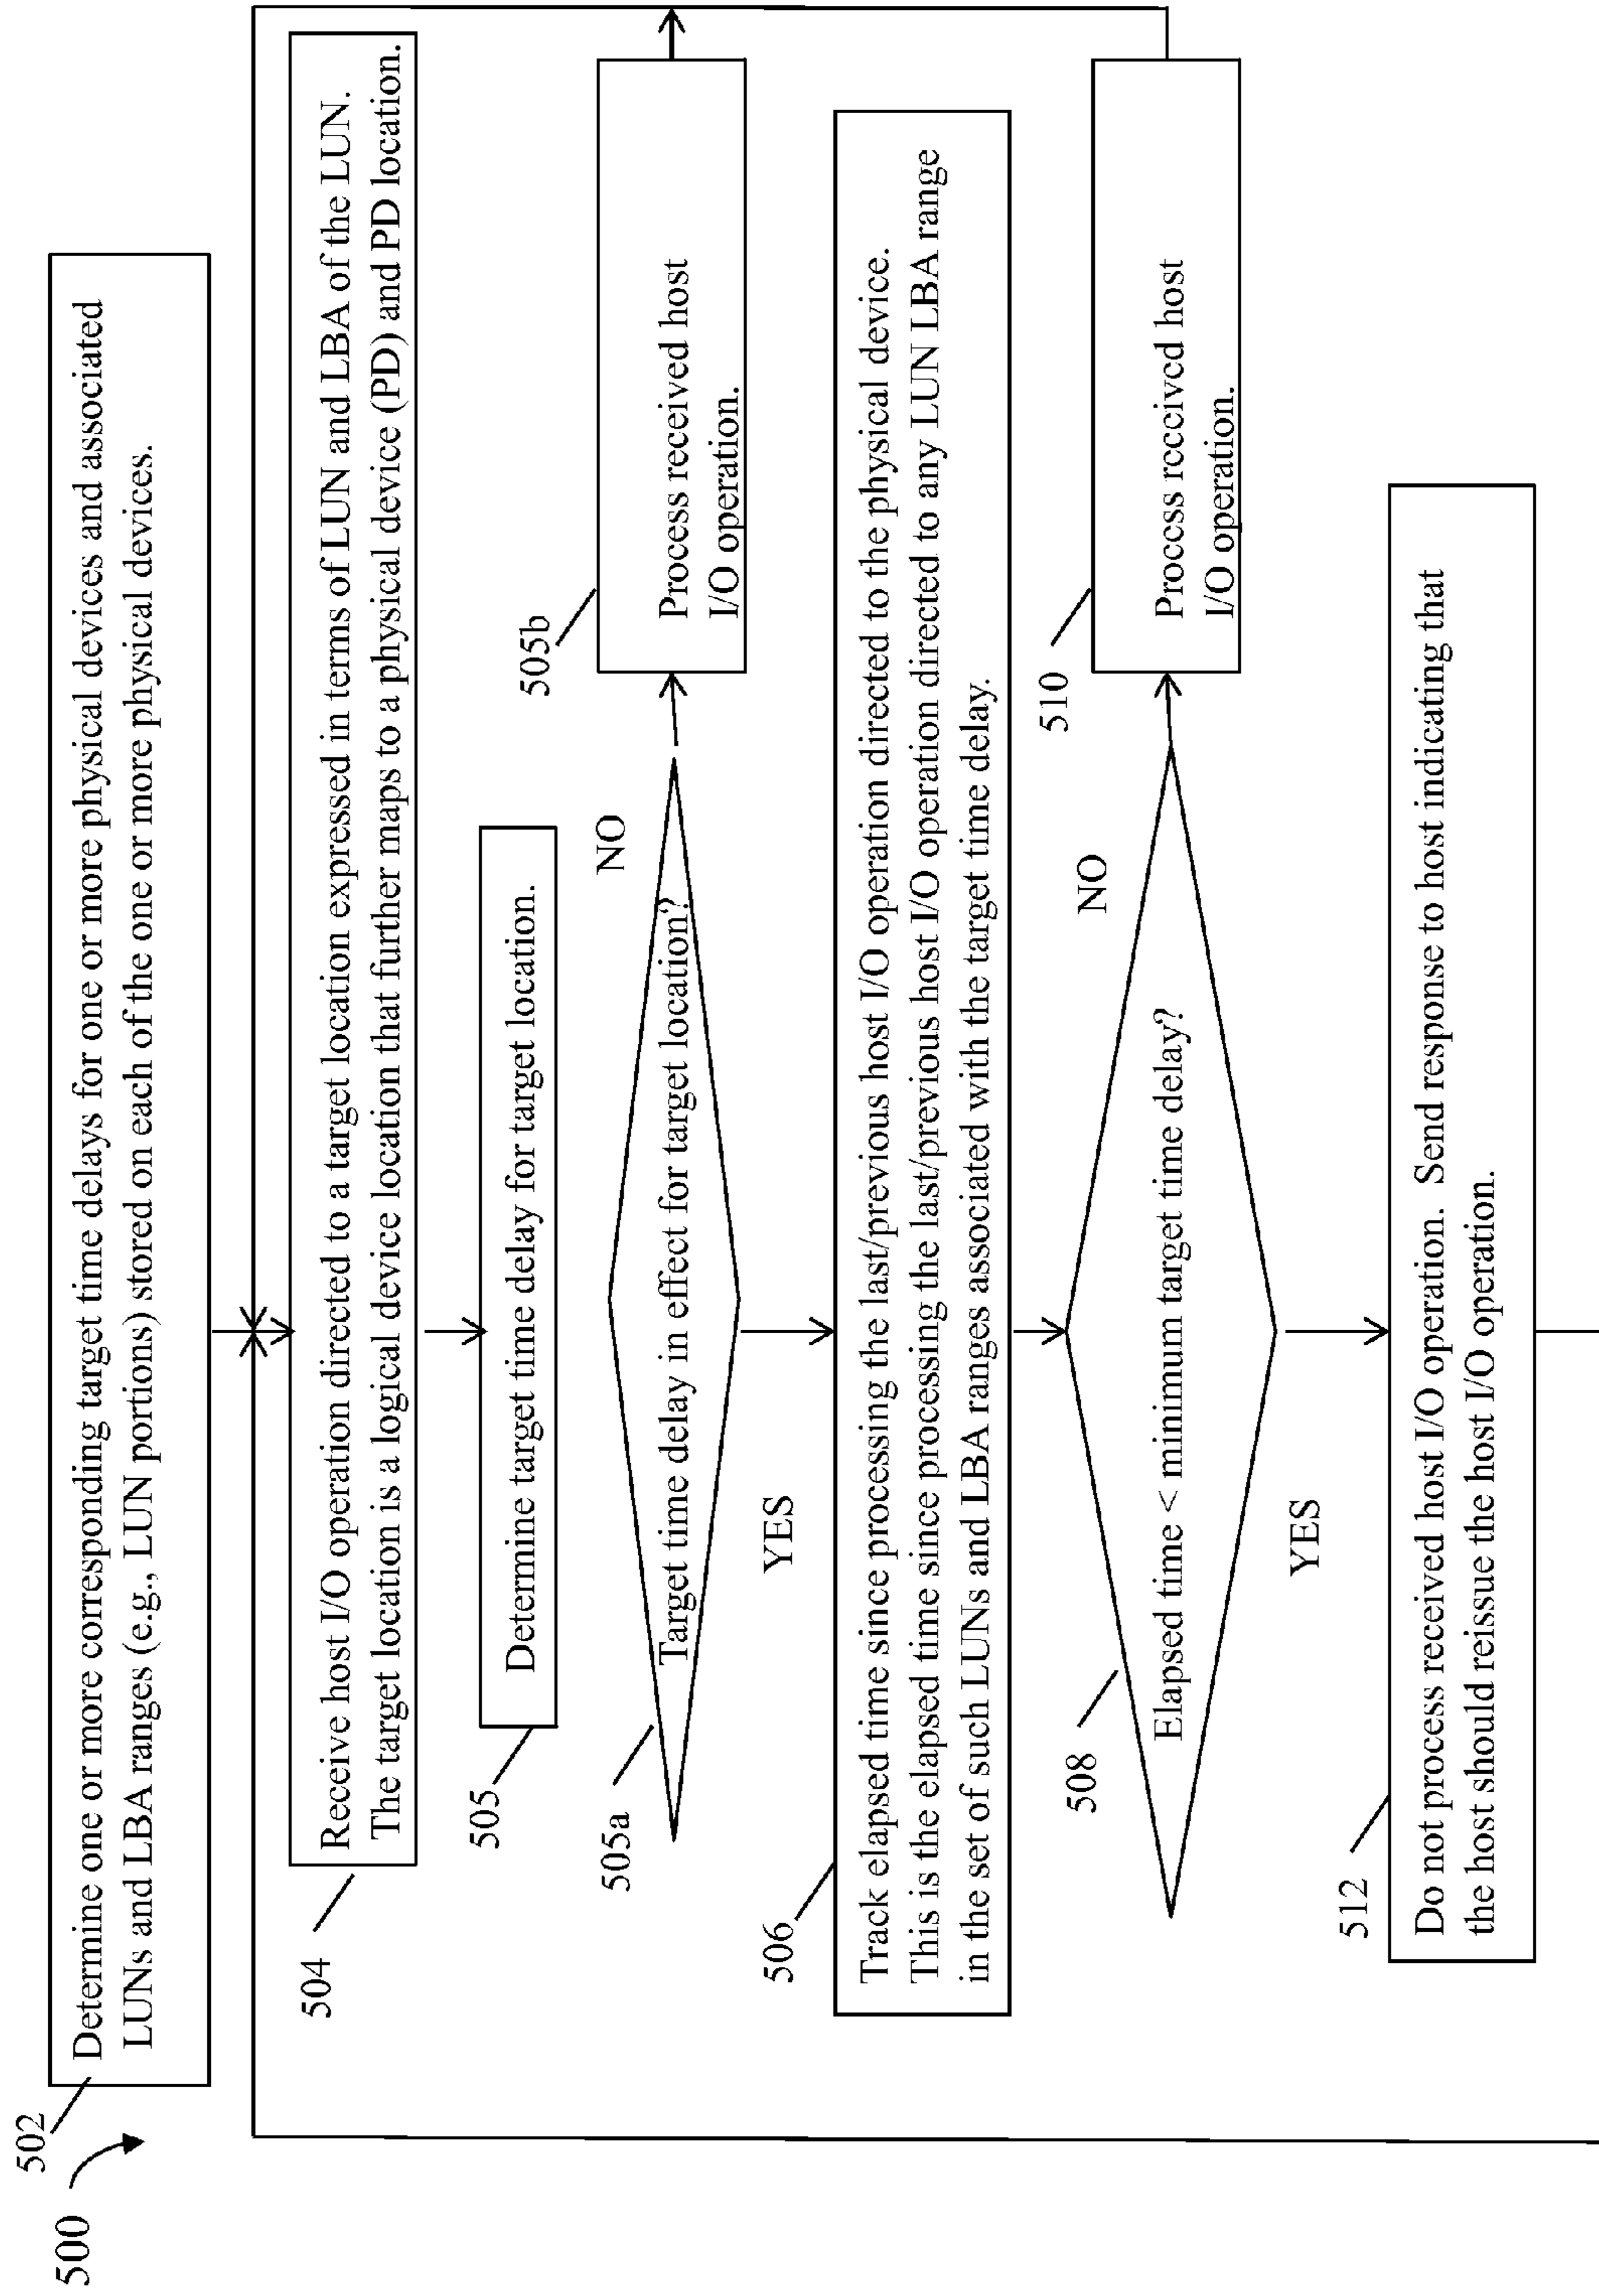 500
502
Determine one or more corresponding target time delays for one or more physical devices and associated
LUNs and LBA ranges (e.g., LUN portions) stored on each of the one or more physical devices.
504
Receive host I/O operation directed to a target location expressed in terms of LUN and LBA of the LUN.
The target location is a logical device location that further maps to a physical device (PD) and PD location.
505
Determine target time delay for target location.
505a
Target time delay in effect for target location?
NO
505b
Process received host
I/O operation.
YES
506
Track elapsed time since processing the last/previous host I/O operation directed to the physical device.
This is the elapsed time since processing the last/previous host I/O operation directed to any LUN LBA range
in the set of such LUNs and LBA ranges associated with the target time delay.
508
Elapsed time < minimum target time delay?
NO
510
Process received host
I/O operation.
YES
512
Do not process received host I/O operation.  Send response to host indicating that
the host should reissue the host I/O operation.